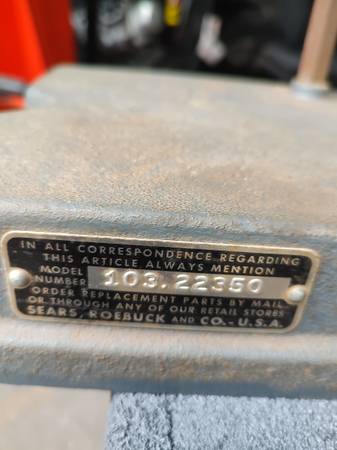 IN ALL CORRESPONDENCE REGARDING
THIS ARTICLE ALWAYS MENTION
MODEL
NUMBER 103.22350
ORDER REPLACEMENT PARTS BY MAIL
OR THROUGH ANY OF OUR RETAIL STORES
SEARS, ROEBUCK AND CO.-U.S.A.